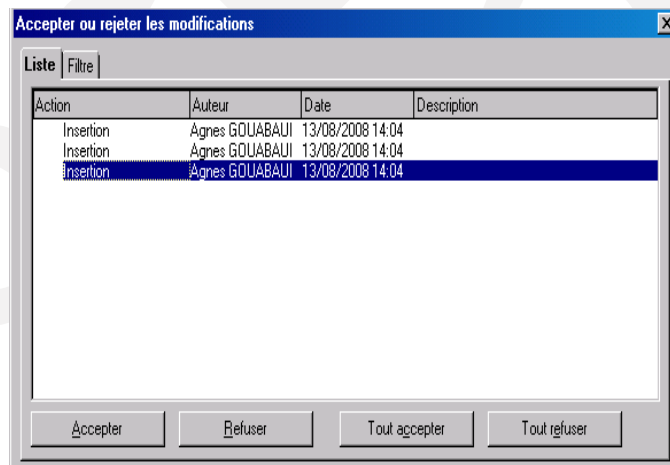 Accepter ou rejeter les modifications
Liste Filtre
Action Auteur Date Description
Insertion Agnes GOUABAUI 13/08/2008 14:04
Insertion Agnes GOUABAUI 13/08/2008 14:04
Insertion Agnes GOUABAUI 13/08/2008 14:04
Accepter Refuser Tout accepter Tout refuser